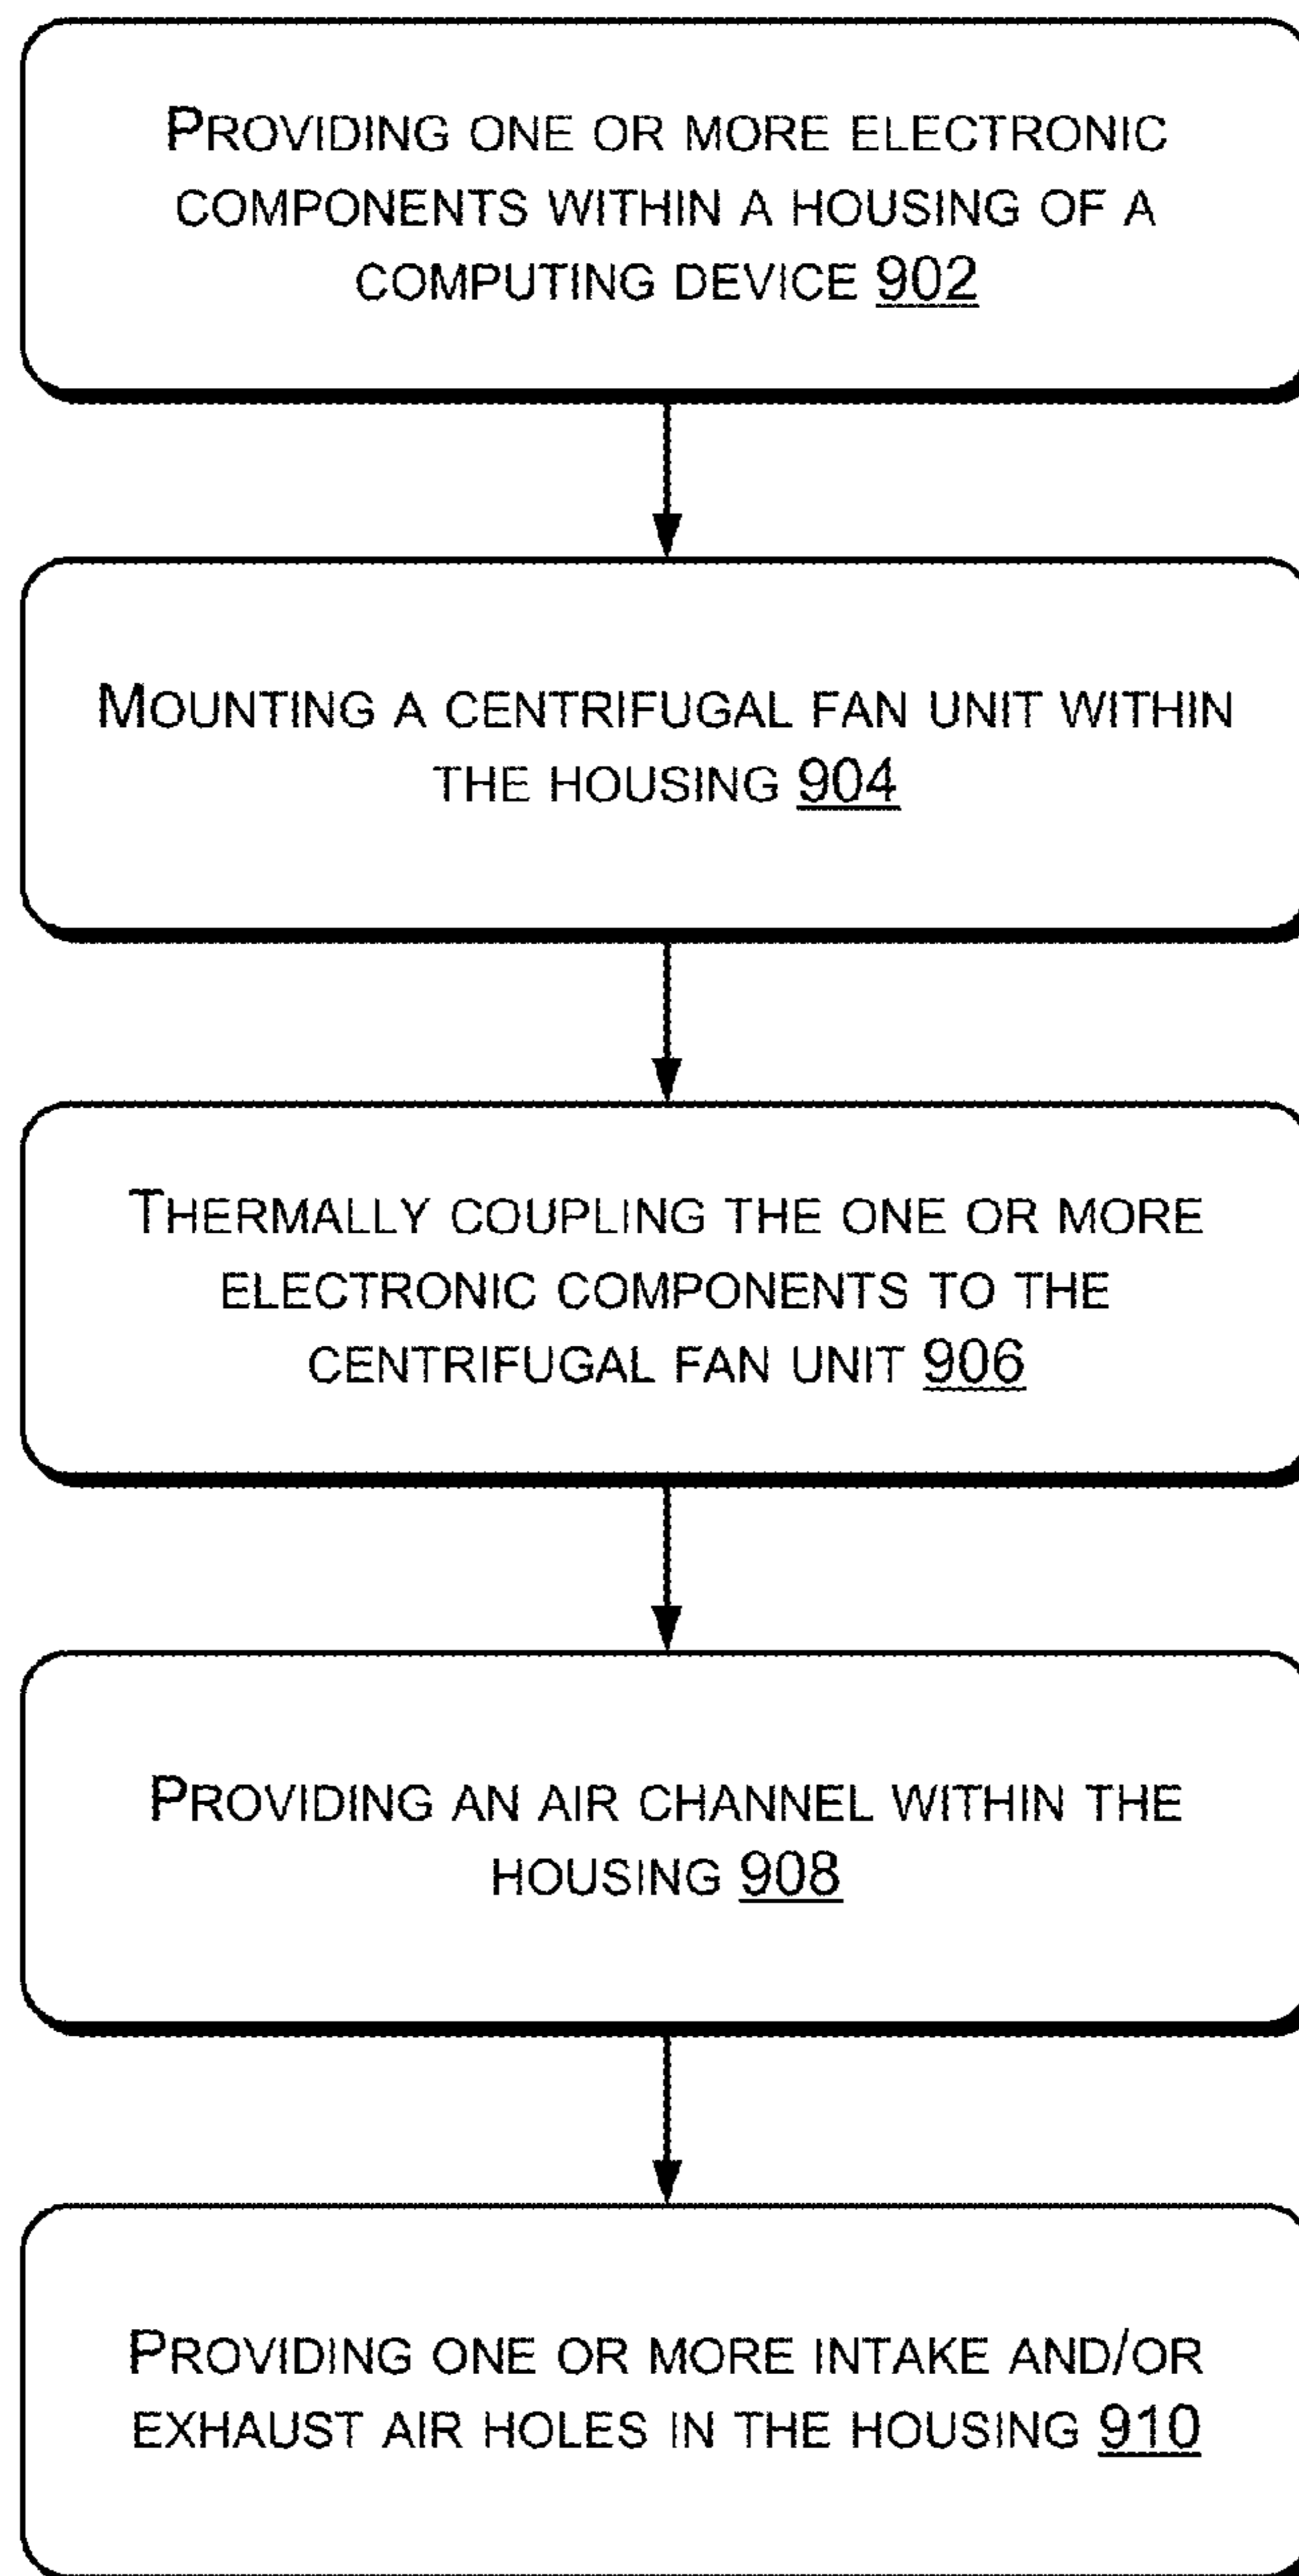 PROVIDING ONE OR MORE ELECTRONIC
COMPONENTS WITHIN A HOUSING OF A
COMPUTING DEVICE 902
MOUNTING A CENTRIFUGAL FAN UNIT WITHIN
THE HOUSING 904
THERMALLY COUPLING THE ONE OR MORE
ELECTRONIC COMPONENTS TO THE
CENTRIFUGAL FAN UNIT 906
PROVIDING AN AIR CHANNEL WITHIN THE
HOUSING 908
PROVIDING ONE OR MORE INTAKE AND/OR
EXHAUST AIR HOLES IN THE HOUSING 910